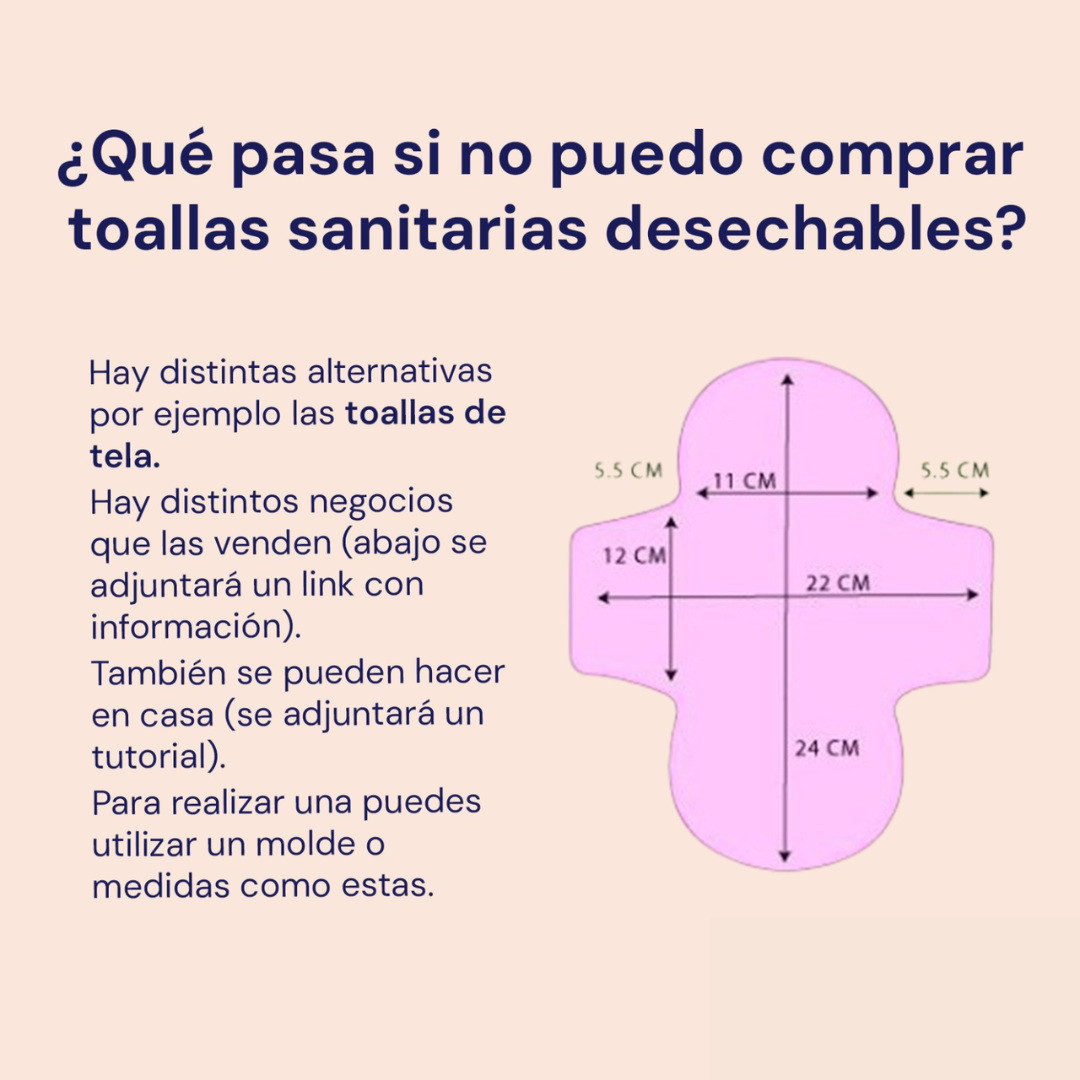 ¿Qué pasa si no puedo comprar
toallas sanitarias desechables?
Hay distintas alternativas
por ejemplo las toallas de
tela.
Hay distintos negocios
que las venden (abajo se
adjuntará un link con
información).
También se pueden hacer
en casa (se adjuntará un
tutorial).
Para realizar una puedes
utilizar un molde o
medidas como estas.
5.5 CM
11 CM
5.5 CM
12 CM
22 CM
24 CM